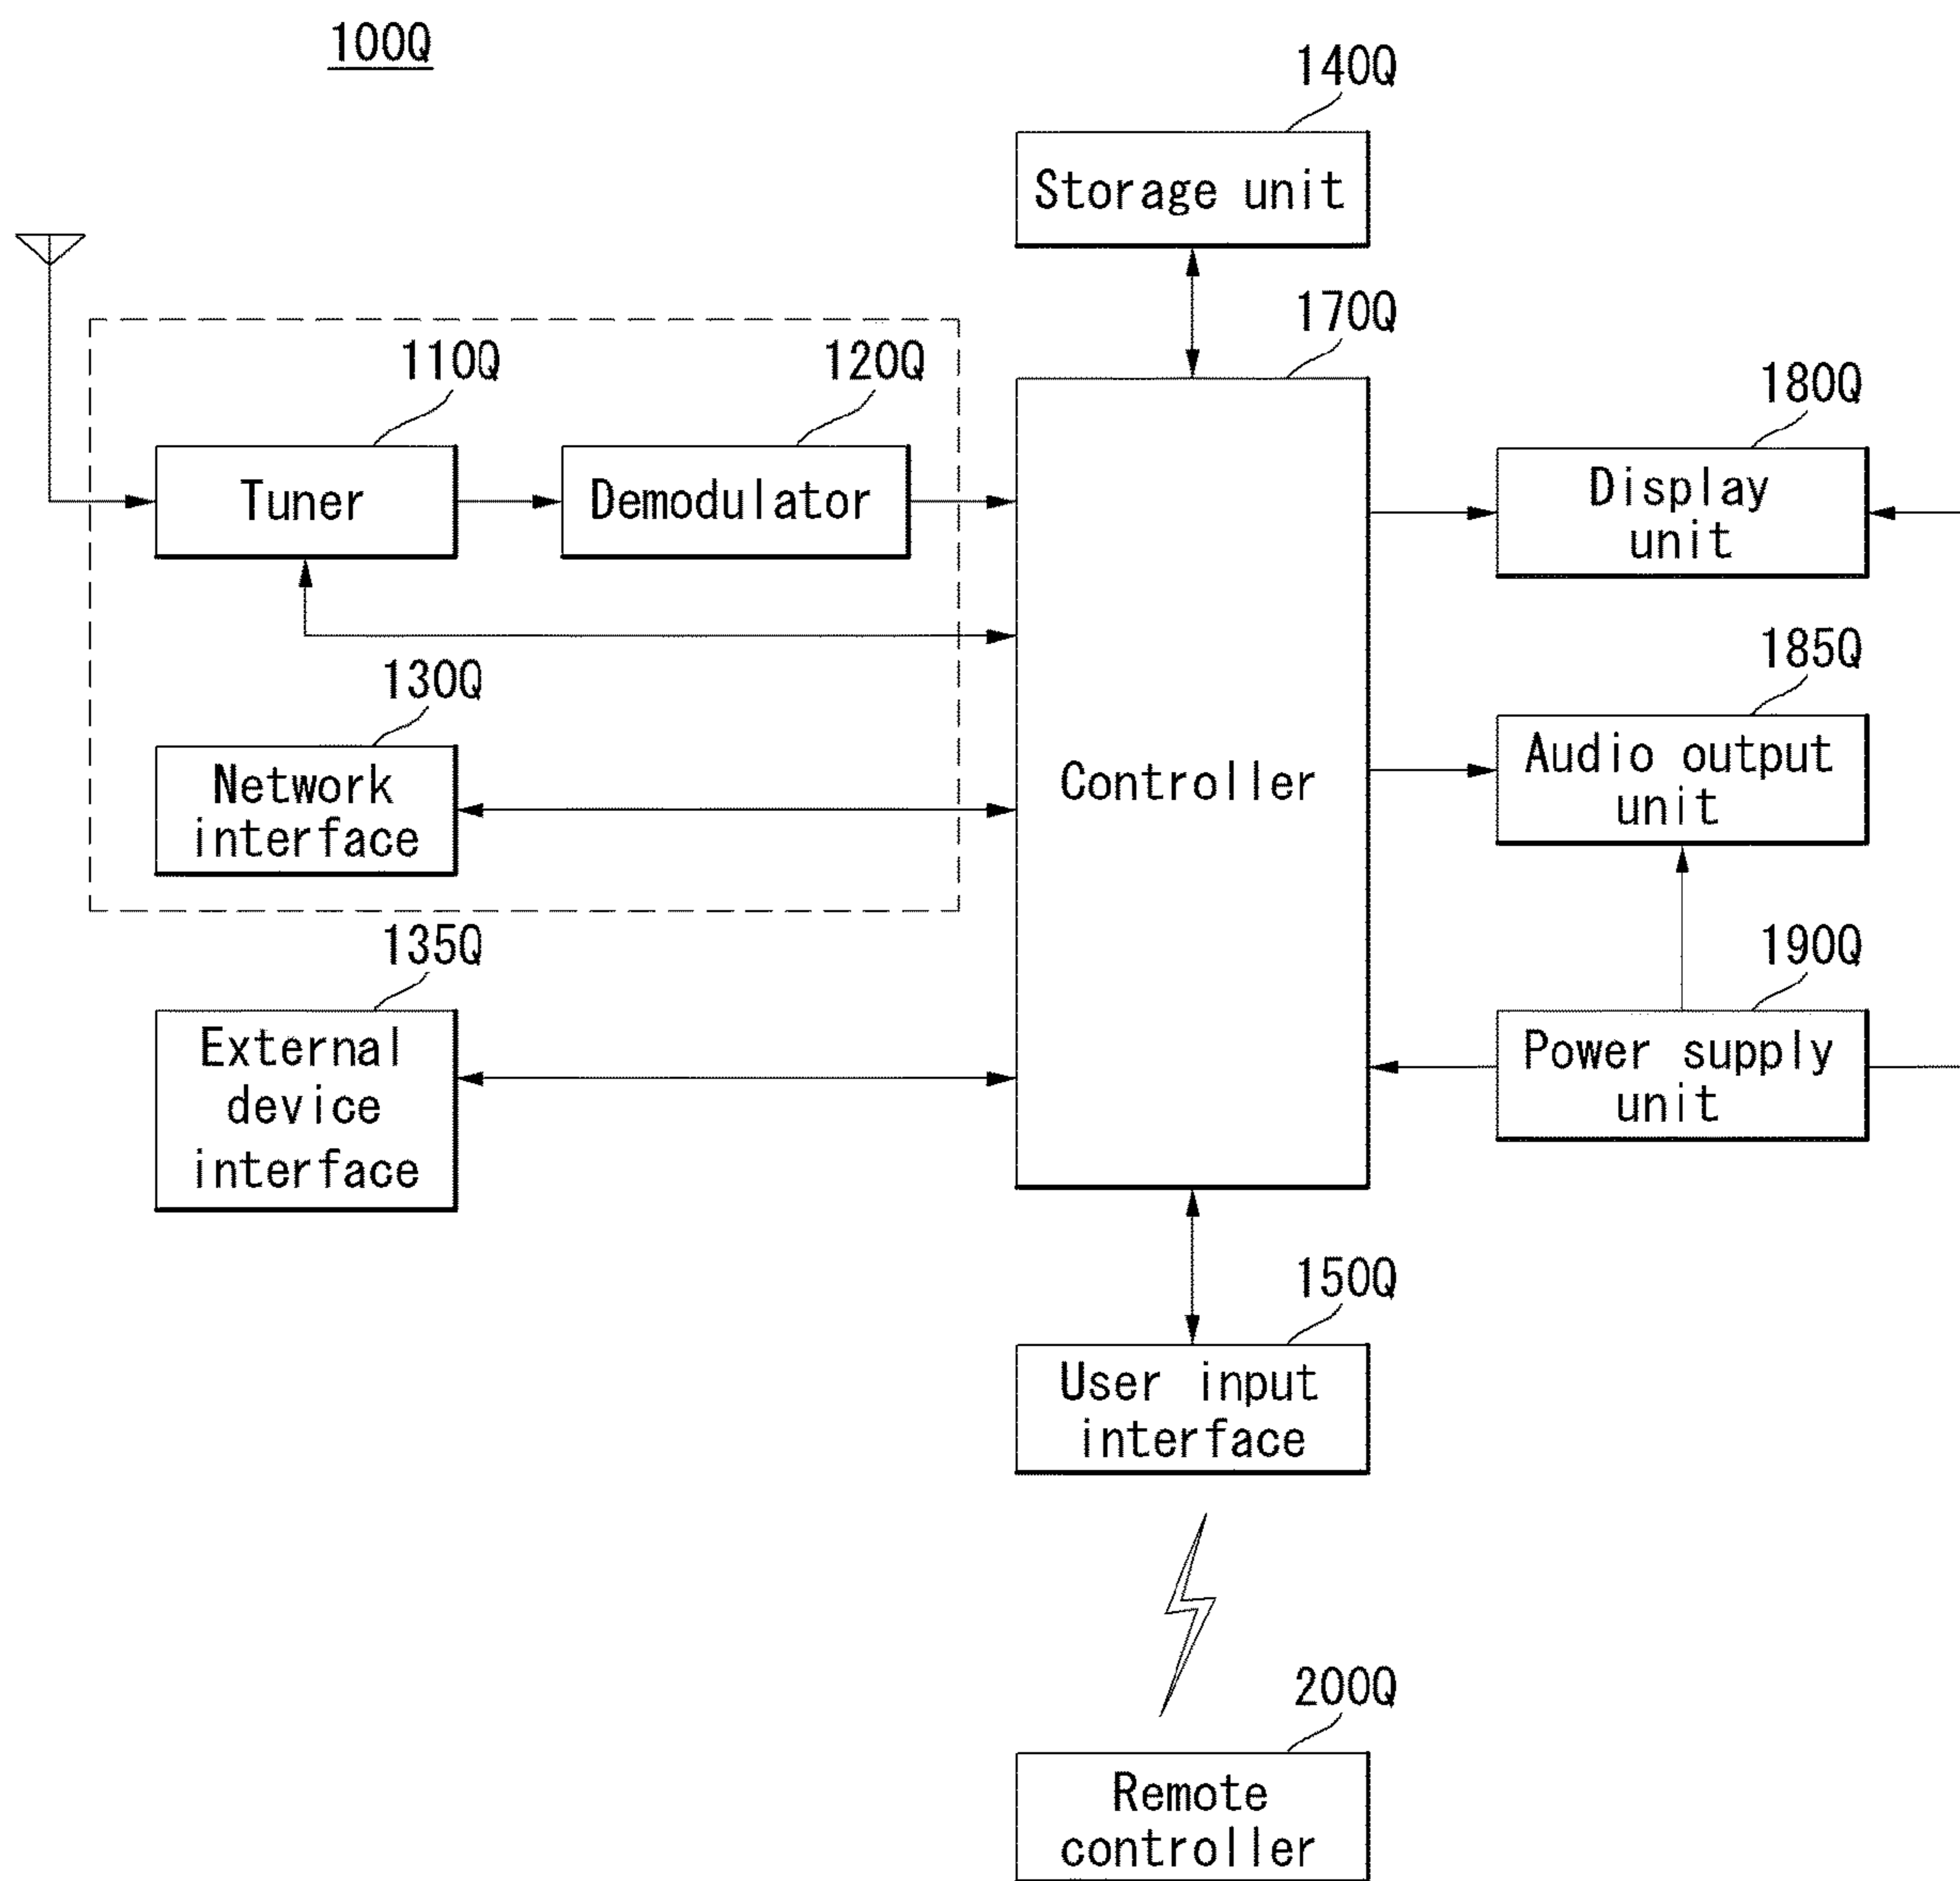 100Q
140Q
Storage unit
170Q
110Q
120Q
180Q
Tuner
Demodulator
Display
unit
130Q
185Q
Network
interface
Controller
Audio output
unit
135Q
190Q
External
device
interface
Power supply
unit
150Q
User input
interface
200Q
Remote
controller